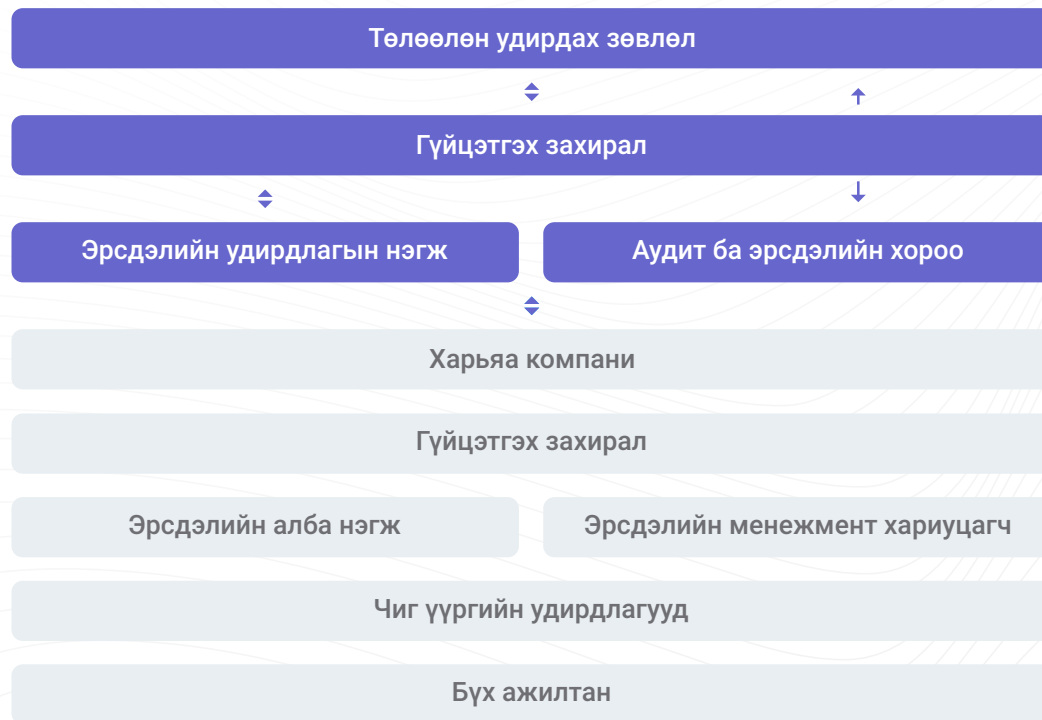 Төлөөлөн удирдах зөвлөл
Гүйцэтгэх захирал
Эрсдэлийн удирдлагын нэгж
Аудит ба эрсдэлийн хороо
Харьяа компани
Гүйцэтгэх захирал
Эрсдэлийн алба нэгж
Эрсдэлийн менежмент хариуцагч
Чиг үүргийн удирдлагууд
Бүх ажилтан